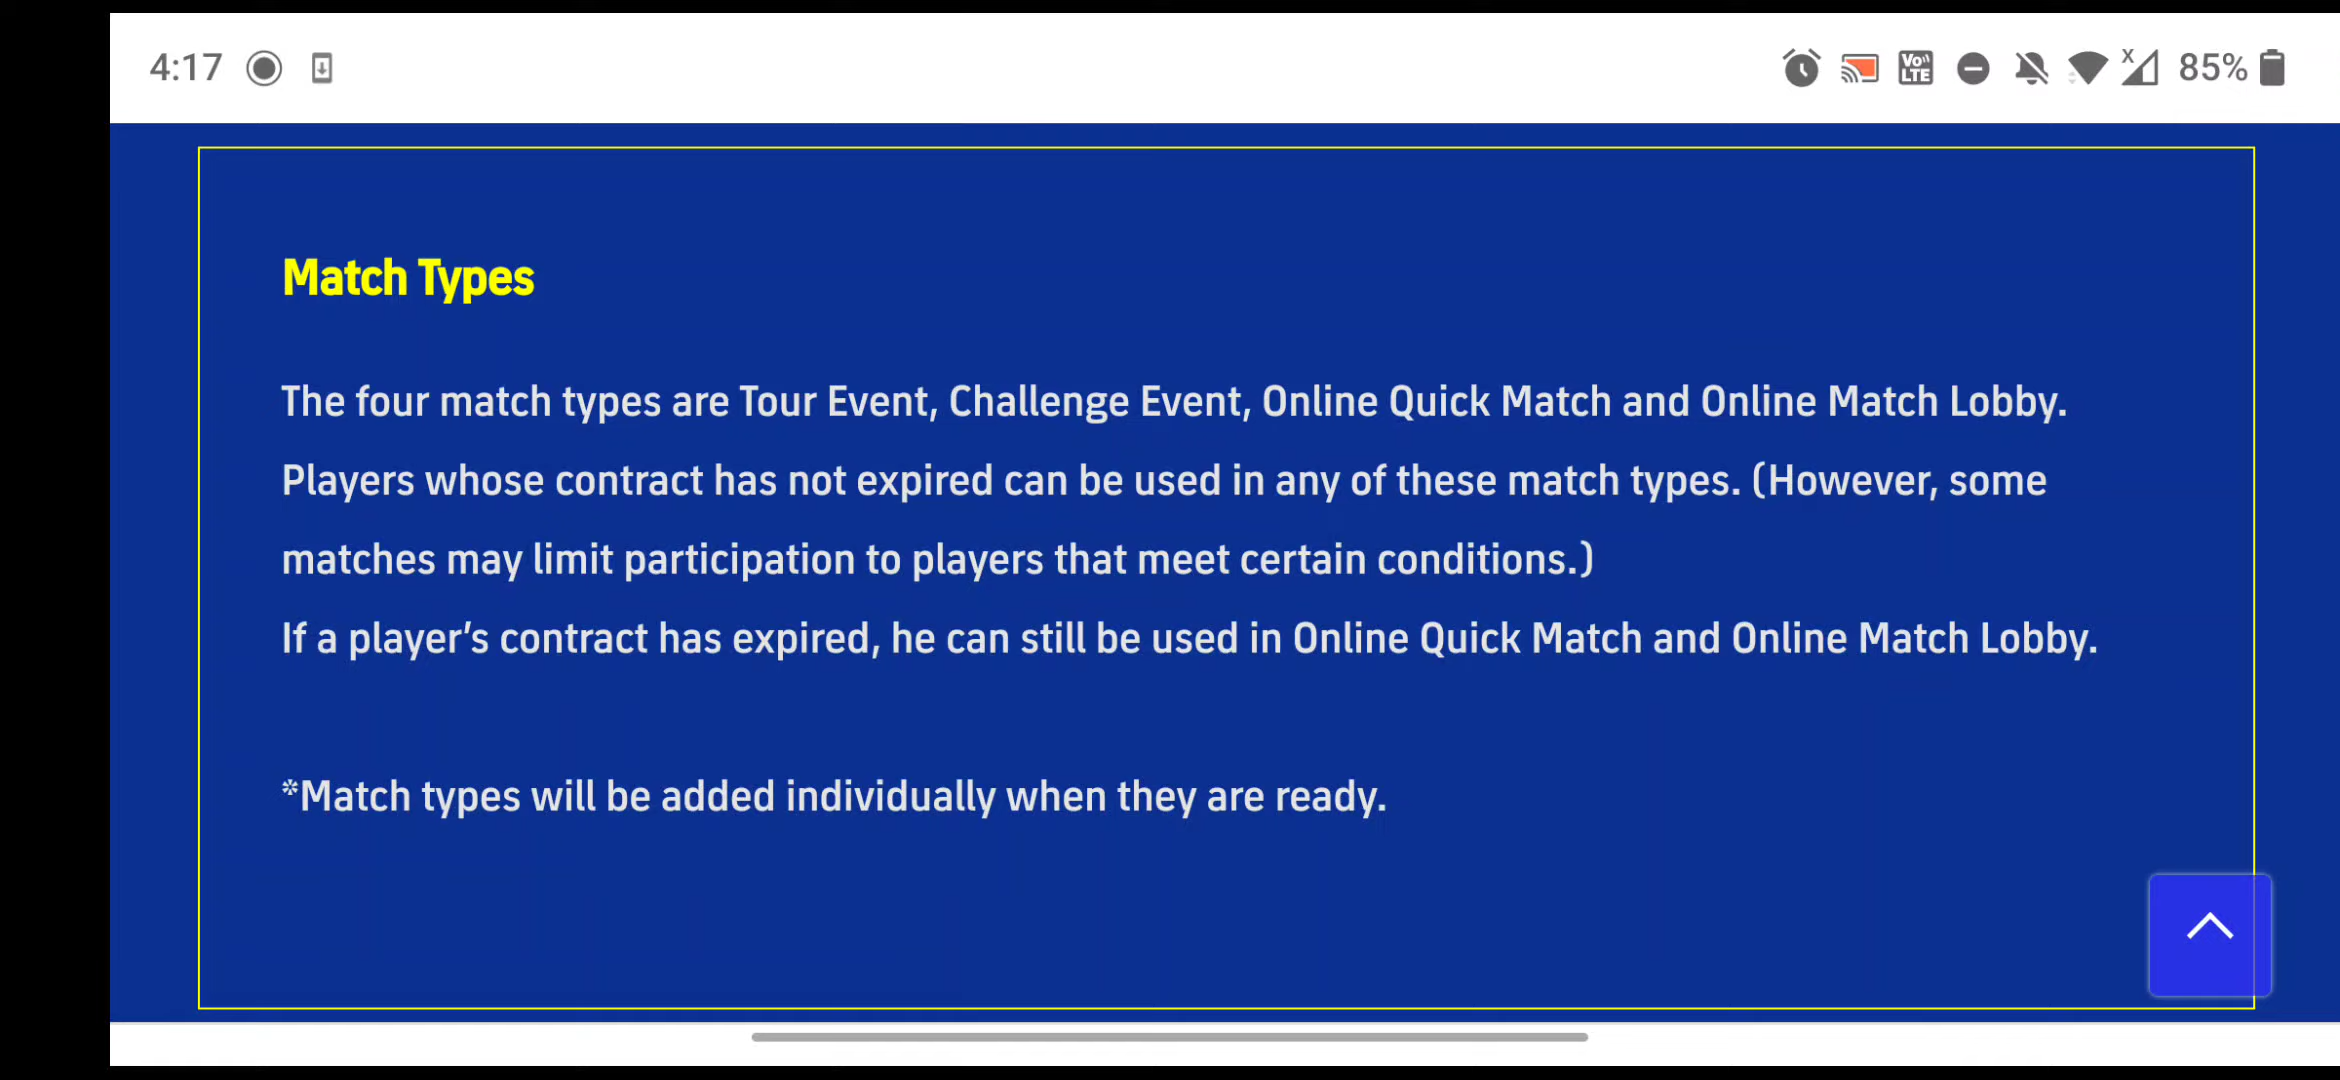 4:17
Vo LTE
x
85%
Match Types
The four match types are Tour Event, Challenge Event, Online Quick Match and Online Match Lobby.
Players whose contract has not expired can be used in any of these match types. (However, some
matches may limit participation to players that meet certain conditions.)
If a player’s contract has expired, he can still be used in Online Quick Match and Online Match Lobby.
*Match types will be added individually when they are ready.